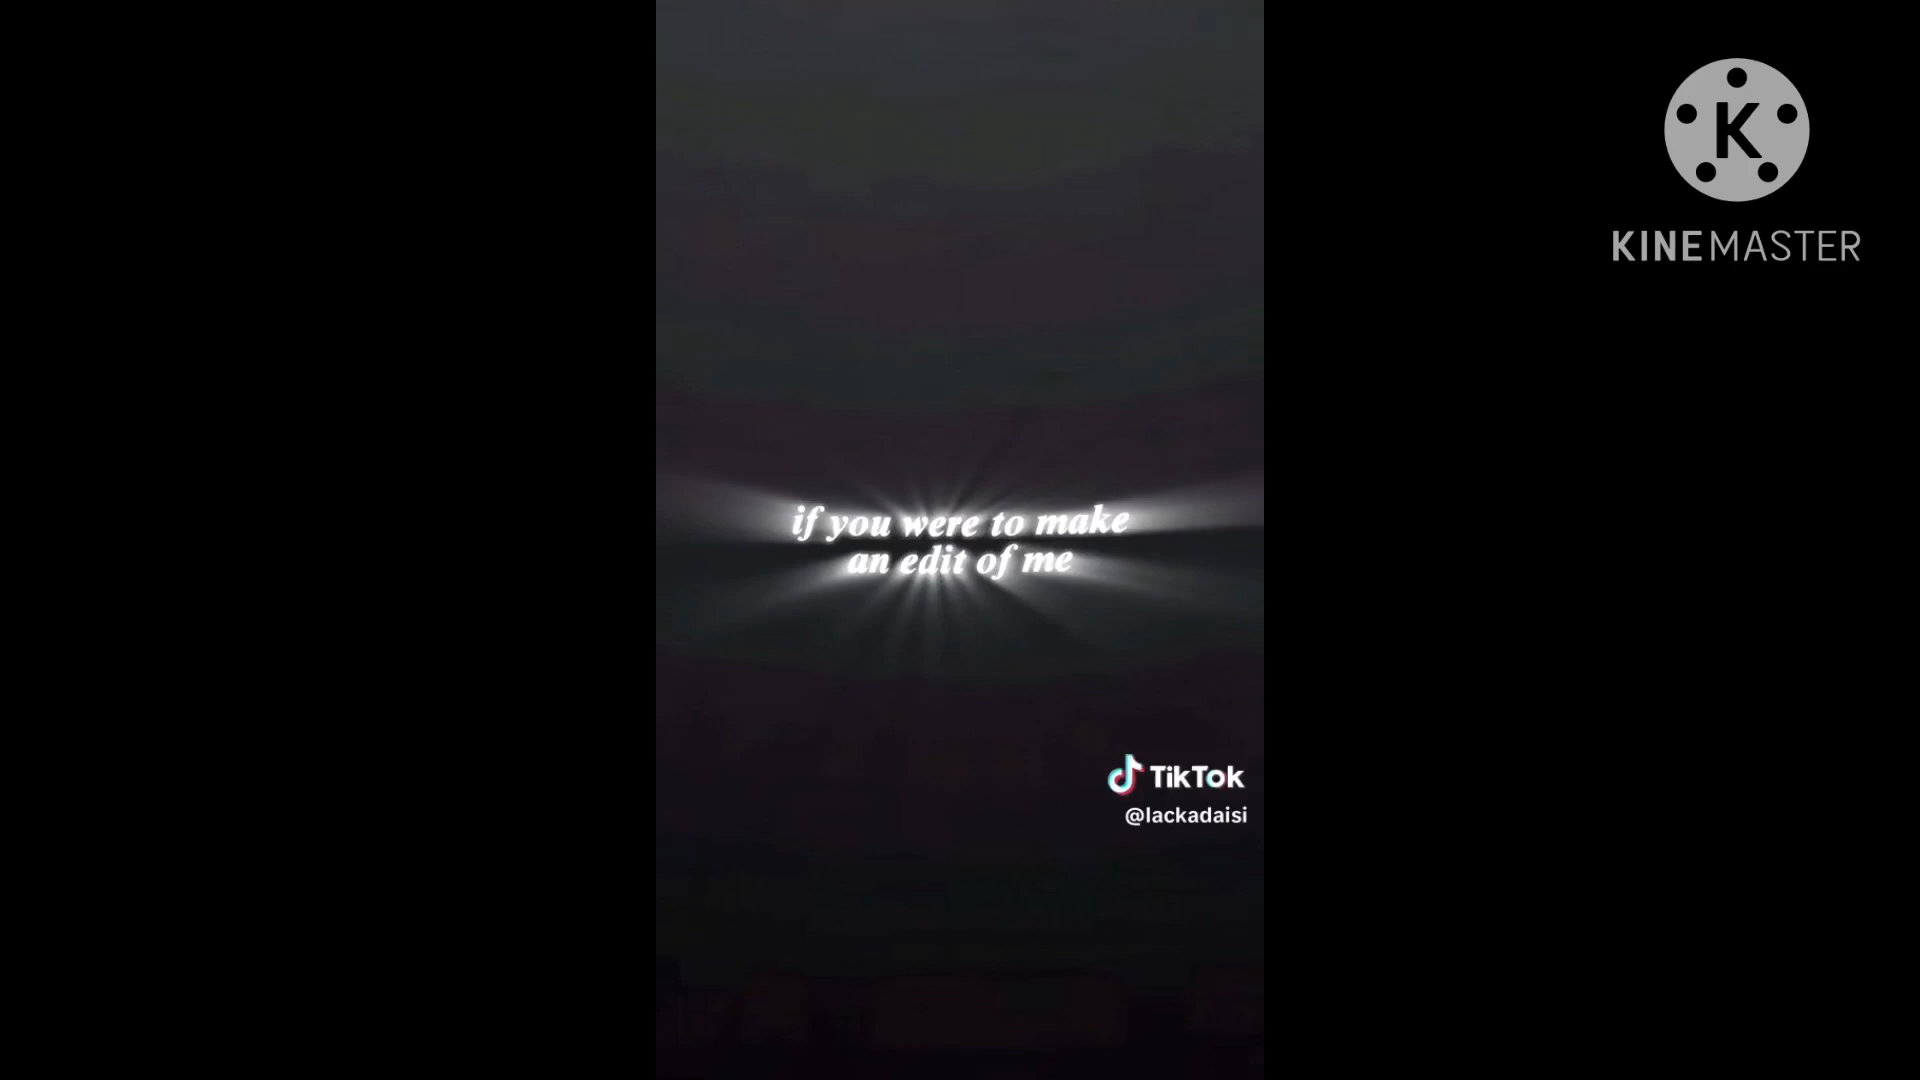 K
KINEMASTER
if you were to make
an edit of me
TikTok
@lackadaisi